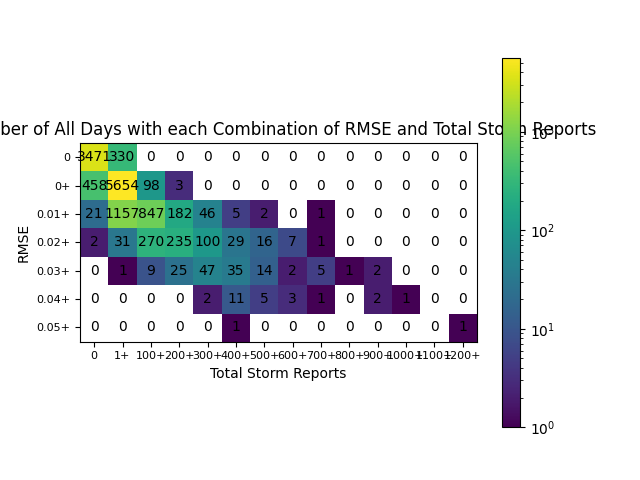 ber of All Days with each Combination of RMSE and Total Storm Reports
0 3471 330 0 0 0 0 0 0 0 0 0 0 0 0
0+ 458 5654 98 3 0 0 0 0 0 0 0 0 0 0
0.01+ 21 1157 847 182 46 5 2 0 1 0 0 0 0 0
0.02+ 2 31 270 235 100 29 16 7 1 0 0 0 0 0
0.03+ 0 1 9 25 47 35 14 2 5 1 2 0 0 0
0.04+ 0 0 0 0 2 11 5 3 1 0 2 1 0 0
0.05+ 0 0 0 0 0 1 0 0 0 0 0 0 0 1
0 1+ 100+ 200+ 300+ 400+ 500+ 600+ 700+ 800+ 900+ 1000+ 1100+ 1200+
Total Storm Reports
RMSE
10²
10¹
10⁰